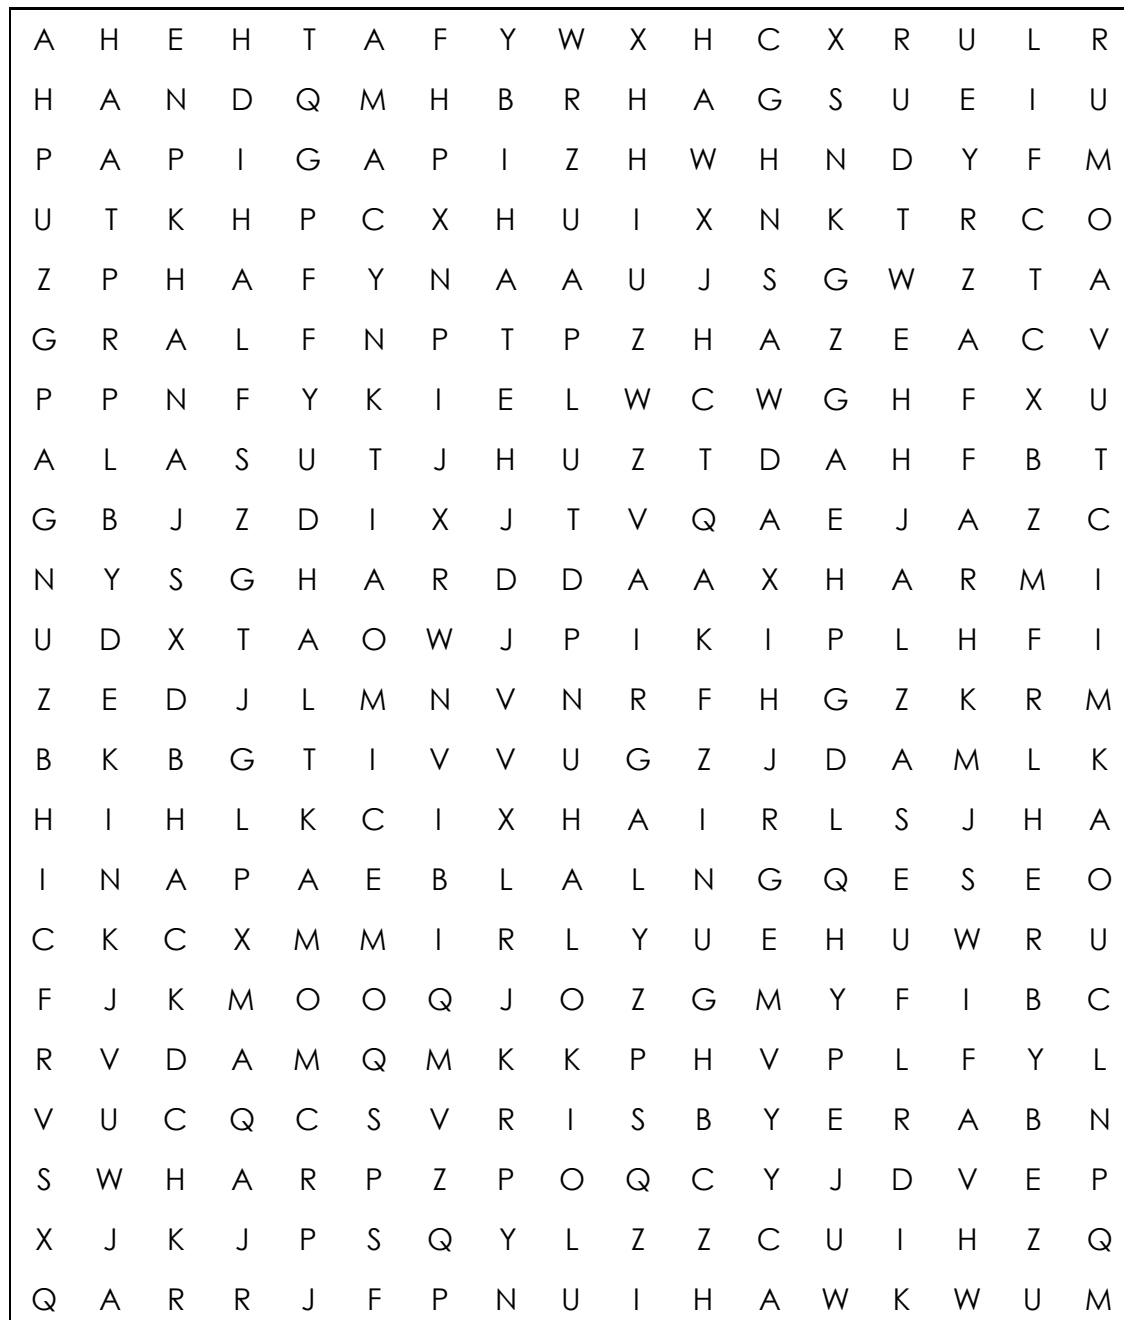 A H E H T A F Y W X H C X R U L R
H A N D Q M H B R H A G S U E I U
P A P I G A P I Z H W H N D Y F M
U T K H P C X H U I X N K T R C O
Z P H A F Y N A A U J S G W Z T A
G R A L F N P T P Z H A Z E A C V
P P N F Y K I E L W C W G H F X U
A L A S U T J H U Z T D A H F B T
G B J Z D I X J T V Q A E J A Z C
N Y S G H A R D D A A X H A R M I
U D X T A O W J P I K I P L H F I
Z E D J L M N V N R F H G Z K R M
B K B G T I V V U G Z J D A M L K
H I H L K C I X H A I R L S J H A
I N A P A E B L A L N G Q E S E O
C K C X M M I R L Y U E H U W R U
F J K M O O Q J O Z G M Y F I B C
R V D A M Q M K K P H V P L F Y L
V U C Q C S V R I S B Y E R A B N
S W H A R P Z P O Q C Y J D V E P
X J K J P S Q Y L Z Z C U I H Z Q
Q A R R J F P N U I H A W K W U M